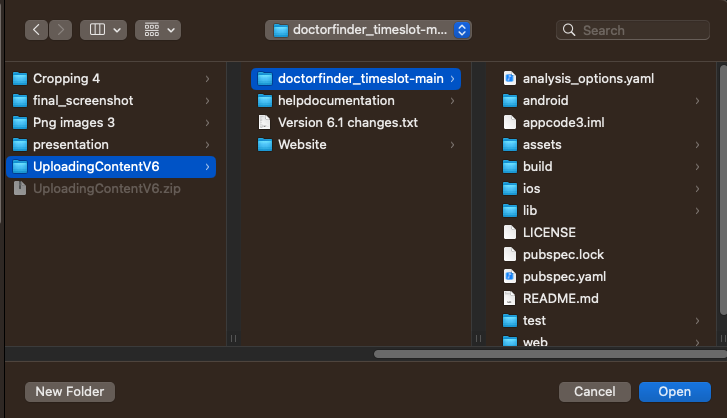 doctorfinder_timeslot-m...
Search
Cropping 4
final_screenshot
Png images 3
presentation
UploadingContentV6
UploadingContentV6.zip
doctorfinder_timeslot-main
helpdocumentation
Version 6.1 changes.txt
Website
analysis_options.yaml
android
appcode3.iml
assets
build
ios
lib
LICENSE
pubspec.lock
pubspec.yaml
README.md
test
web
New Folder
Cancel
Open